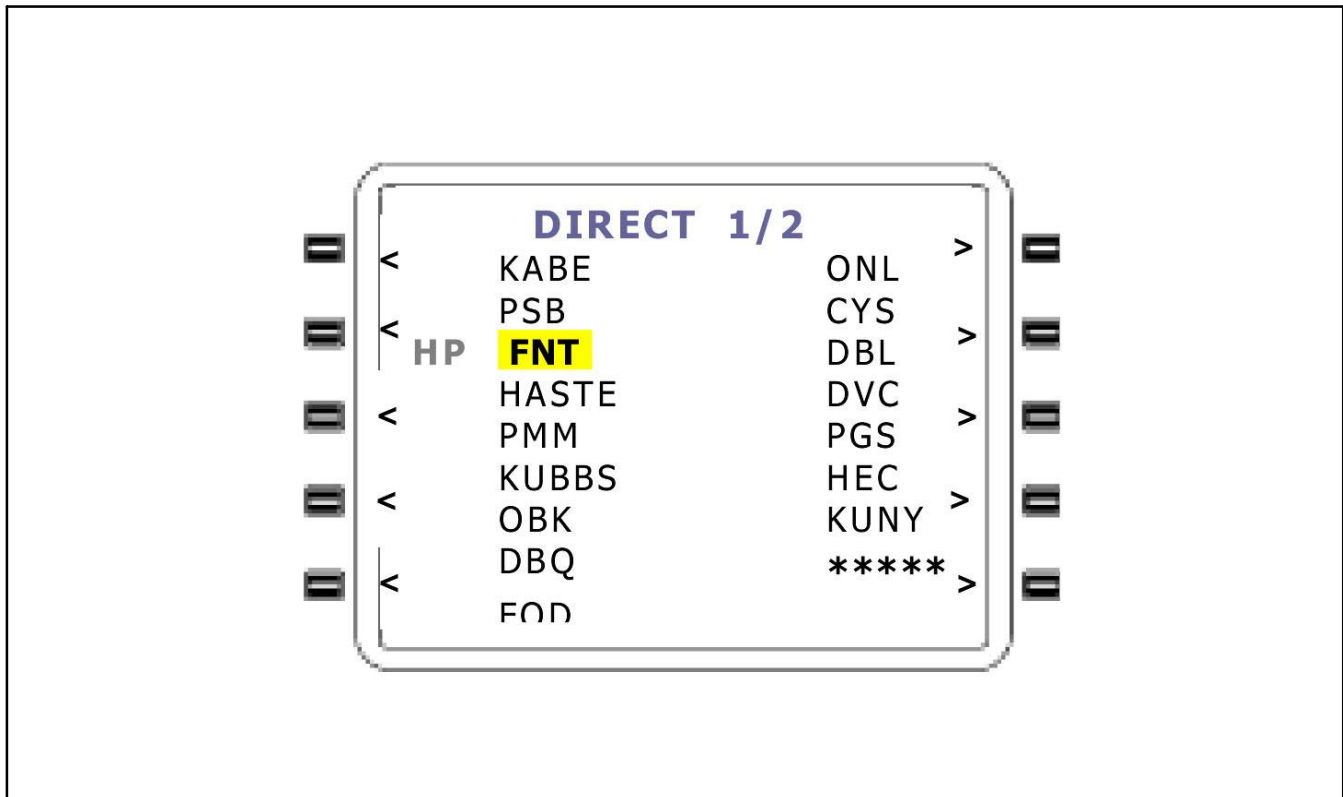 DIRECT 1/2
< KABE ONL >
PSB CYS
< HP FNT DBL >
HASTE DVC
< PMM PGS >
KUBBS HEC
< OBK KUNY >
DBQ *****
< FOD >